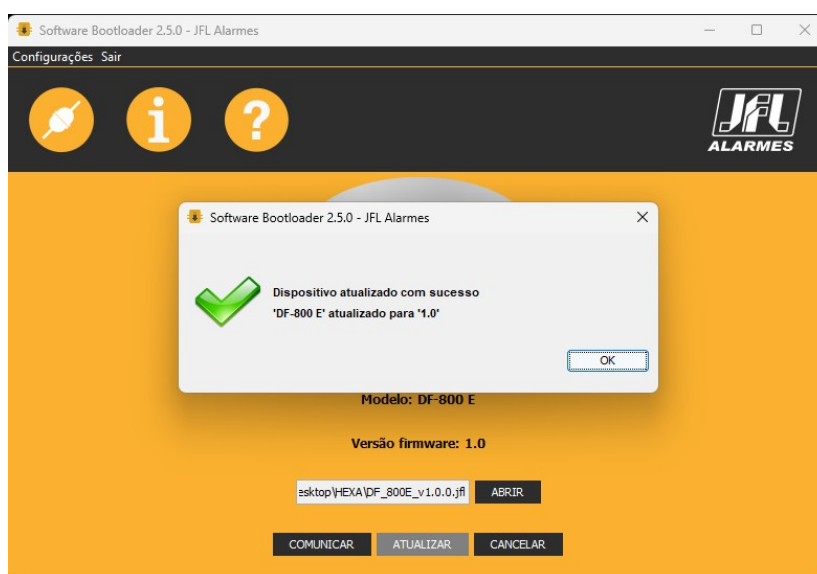 Software Bootloader 2.5.0 - JFL Alarmes
Configurações Sair
i
?
JFL
ALARMES
Software Bootloader 2.5.0 - JFL Alarmes
Dispositivo atualizado com sucesso
'DF-800 E' atualizado para '1.0'
OK
Modelo: DF-800 E
Versão firmware: 1.0
esktop\HEXA\DF_800E_v1.0.0.jfl ABRIR
COMUNICAR ATUALIZAR CANCELAR